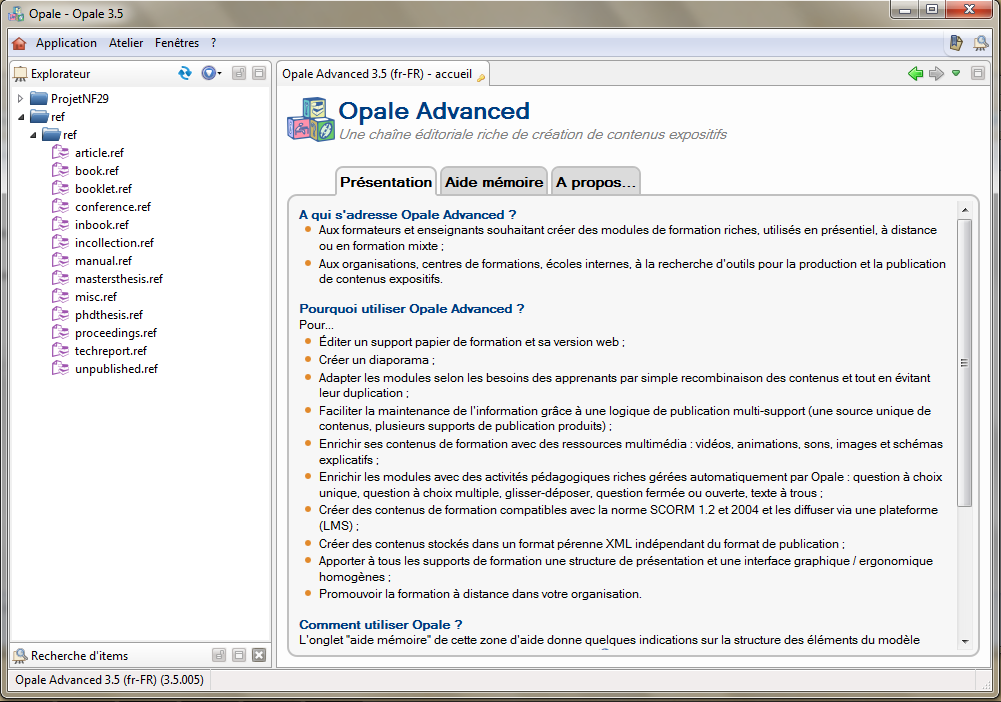 Opale - Opale 3.5
Application Atelier Fenêtres ?
Explorateur
ProjetNF29
ref
ref
article.ref
book.ref
booklet.ref
conference.ref
inbook.ref
incollection.ref
manual.ref
mastersthesis.ref
misc.ref
phdthesis.ref
proceedings.ref
techreport.ref
unpublished.ref
Recherche d'items
Opale Advanced 3.5 (fr-FR) - accueil
Opale Advanced
Une chaîne éditoriale riche de création de contenus expositifs
Présentation Aide mémoire A propos...
A qui s'adresse Opale Advanced ?
Aux formateurs et enseignants souhaitant créer des modules de formation riches, utilisés en présentiel, à distance
ou en formation mixte ;
Aux organisations, centres de formations, écoles internes, à la recherche d'outils pour la production et la publication
de contenus expositifs.
Pourquoi utiliser Opale Advanced ?
Pour...
Éditer un support papier de formation et sa version web ;
Créer un diaporama ;
Adapter les modules selon les besoins des apprenants par simple recombinaison des contenus et tout en évitant
leur duplication ;
Faciliter la maintenance de l'information grâce à une logique de publication multi-support (une source unique de
contenus, plusieurs supports de publication produits) ;
Enrichir ses contenus de formation avec des ressources multimédia : vidéos, animations, sons, images et schémas
explicatifs ;
Enrichir les modules avec des activités pédagogiques riches gérées automatiquement par Opale : question à choix
unique, question à choix multiple, glisser-déposer, question fermée ou ouverte, texte à trous ;
Créer des contenus de formation compatibles avec la norme SCORM 1.2 et 2004 et les diffuser via une plateforme
(LMS) ;
Créer des contenus stockés dans un format pérenne XML indépendant du format de publication ;
Apporter à tous les supports de formation une structure de présentation et une interface graphique / ergonomique
homogènes ;
Promouvoir la formation à distance dans votre organisation.
Comment utiliser Opale ?
L'onglet "aide mémoire" de cette zone d'aide donne quelques indications sur la structure des éléments du modèle
Opale Advanced 3.5 (fr-FR) (3.5.005)